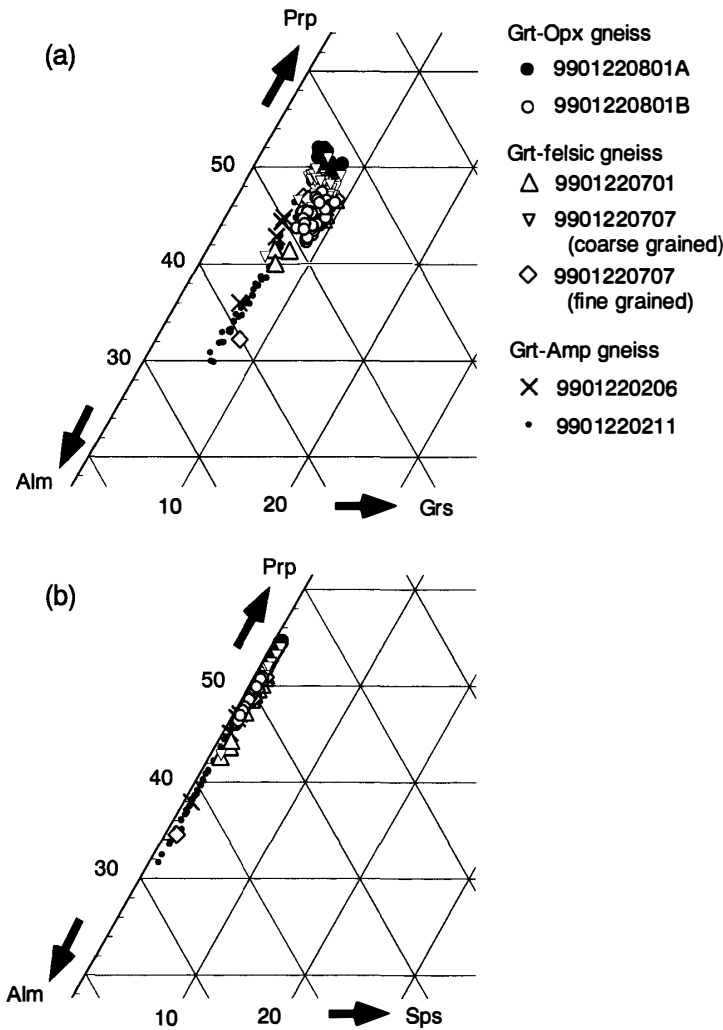 (a)
Prp
50
40
30
Alm
10
20
Grs
Grt-Opx gneiss
9901220801A
9901220801B
Grt-felsic gneiss
9901220701
9901220707
(coarse grained)
9901220707
(fine grained)
Grt-Amp gneiss
9901220206
9901220211
(b)
Prp
50
40
30
Alm
10
20
Sps